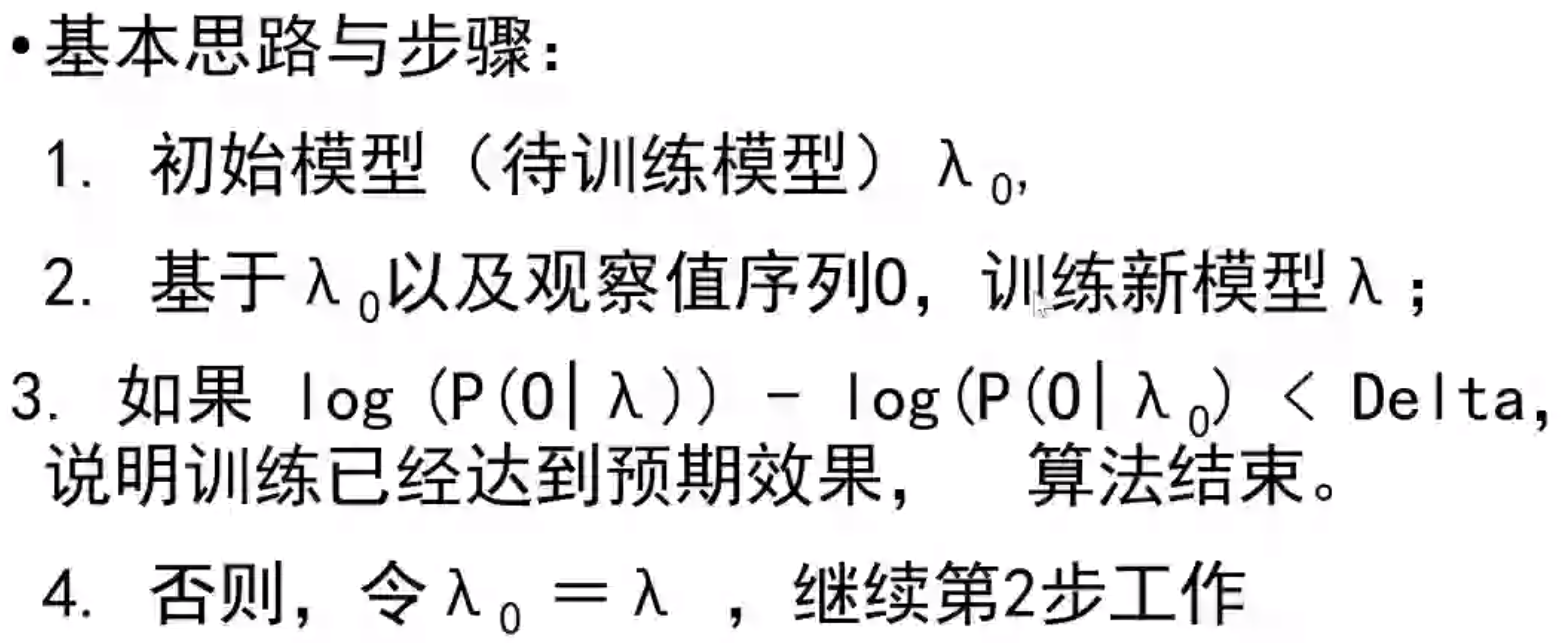 •基本思路与步骤：
1. 初始模型（待训练模型）λ₀,
2. 基于λ₀以及观察值序列O，训练新模型λ；
3. 如果 log (P(O|λ)) - log(P(O|λ₀) < Delta，
说明训练已经达到预期效果， 算法结束。
4. 否则，令λ₀＝λ ，继续第2步工作